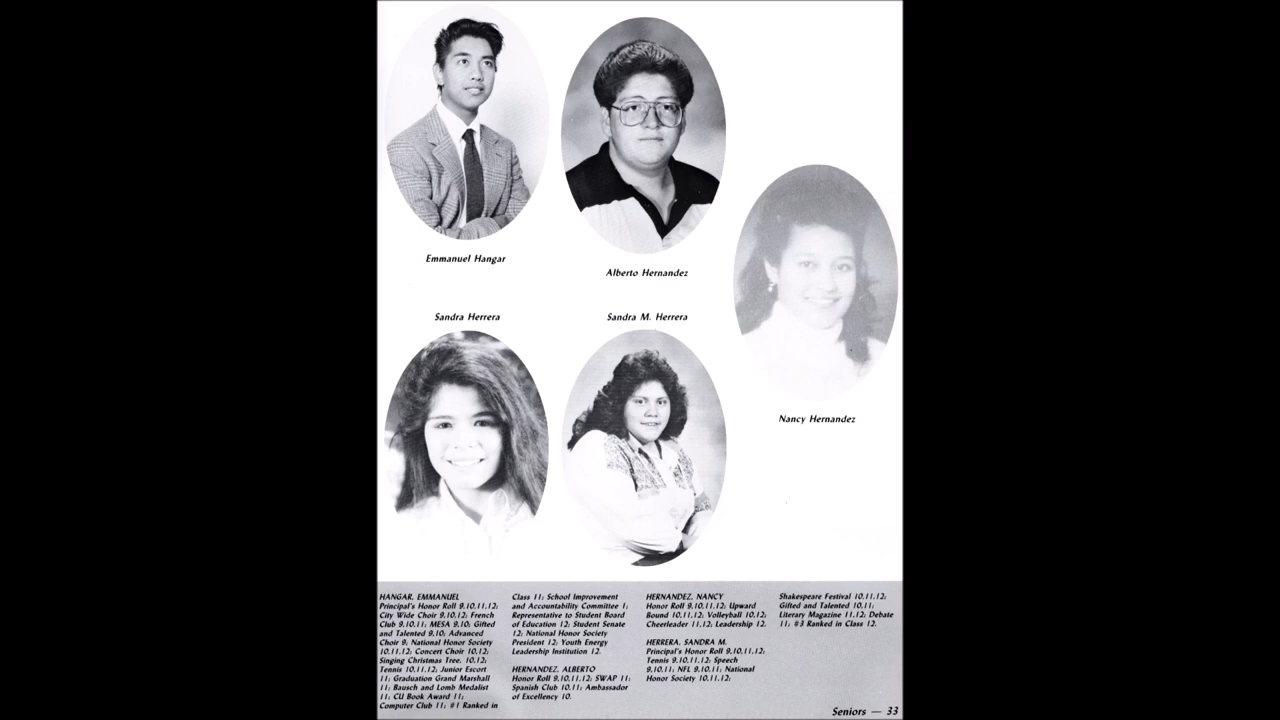 Emmanuel Hangar
Alberto Hernandez
Sandra Herrera
Sandra M. Herrera
Nancy Hernandez
HANGAR, EMMANUEL
Principal's Honor Roll 9,10,11,12;
City Wide Choir 9,10,12; French
Club 9,10,11; MESA 9,10; Gifted
and Talented 9,10; Advanced
Choir 9; National Honor Society
10,11,12; Concert Choir 10,12;
Singing Christmas Tree, 10,12;
Tennis 10,11,12; Junior Escort
11; Graduation Grand Marshall
11; Bausch and Lomb Medalist
11; CU Book Award 11;
Computer Club 11; #1 Ranked in
Class 11; School Improvement
and Accountability Committee 1;
Representative to Student Board
of Education 12; Student Senate
12; National Honor Society
President 12; Youth Energy
Leadership Institution 12.
HERNANDEZ, ALBERTO
Honor Roll 9,10,11,12; SWAP 11;
Spanish Club 10,11; Ambassador
of Excellency 10.
HERNANDEZ, NANCY
Honor Roll 9,10,11,12; Upward
Bound 10,11,12; Volleyball 10,12;
Cheerleader 11,12; Leadership 12.
HERRERA, SANDRA M.
Principal's Honor Roll 9,10,11,12;
Tennis 9,10,11,12; Speech
9,10,11; NFL 9,10,11; National
Honor Society 10,11,12;
Shakespeare Festival 10,11,12;
Gifted and Talented 10,11;
Literary Magazine 11,12; Debate
11; #3 Ranked in Class 12.
Seniors — 33